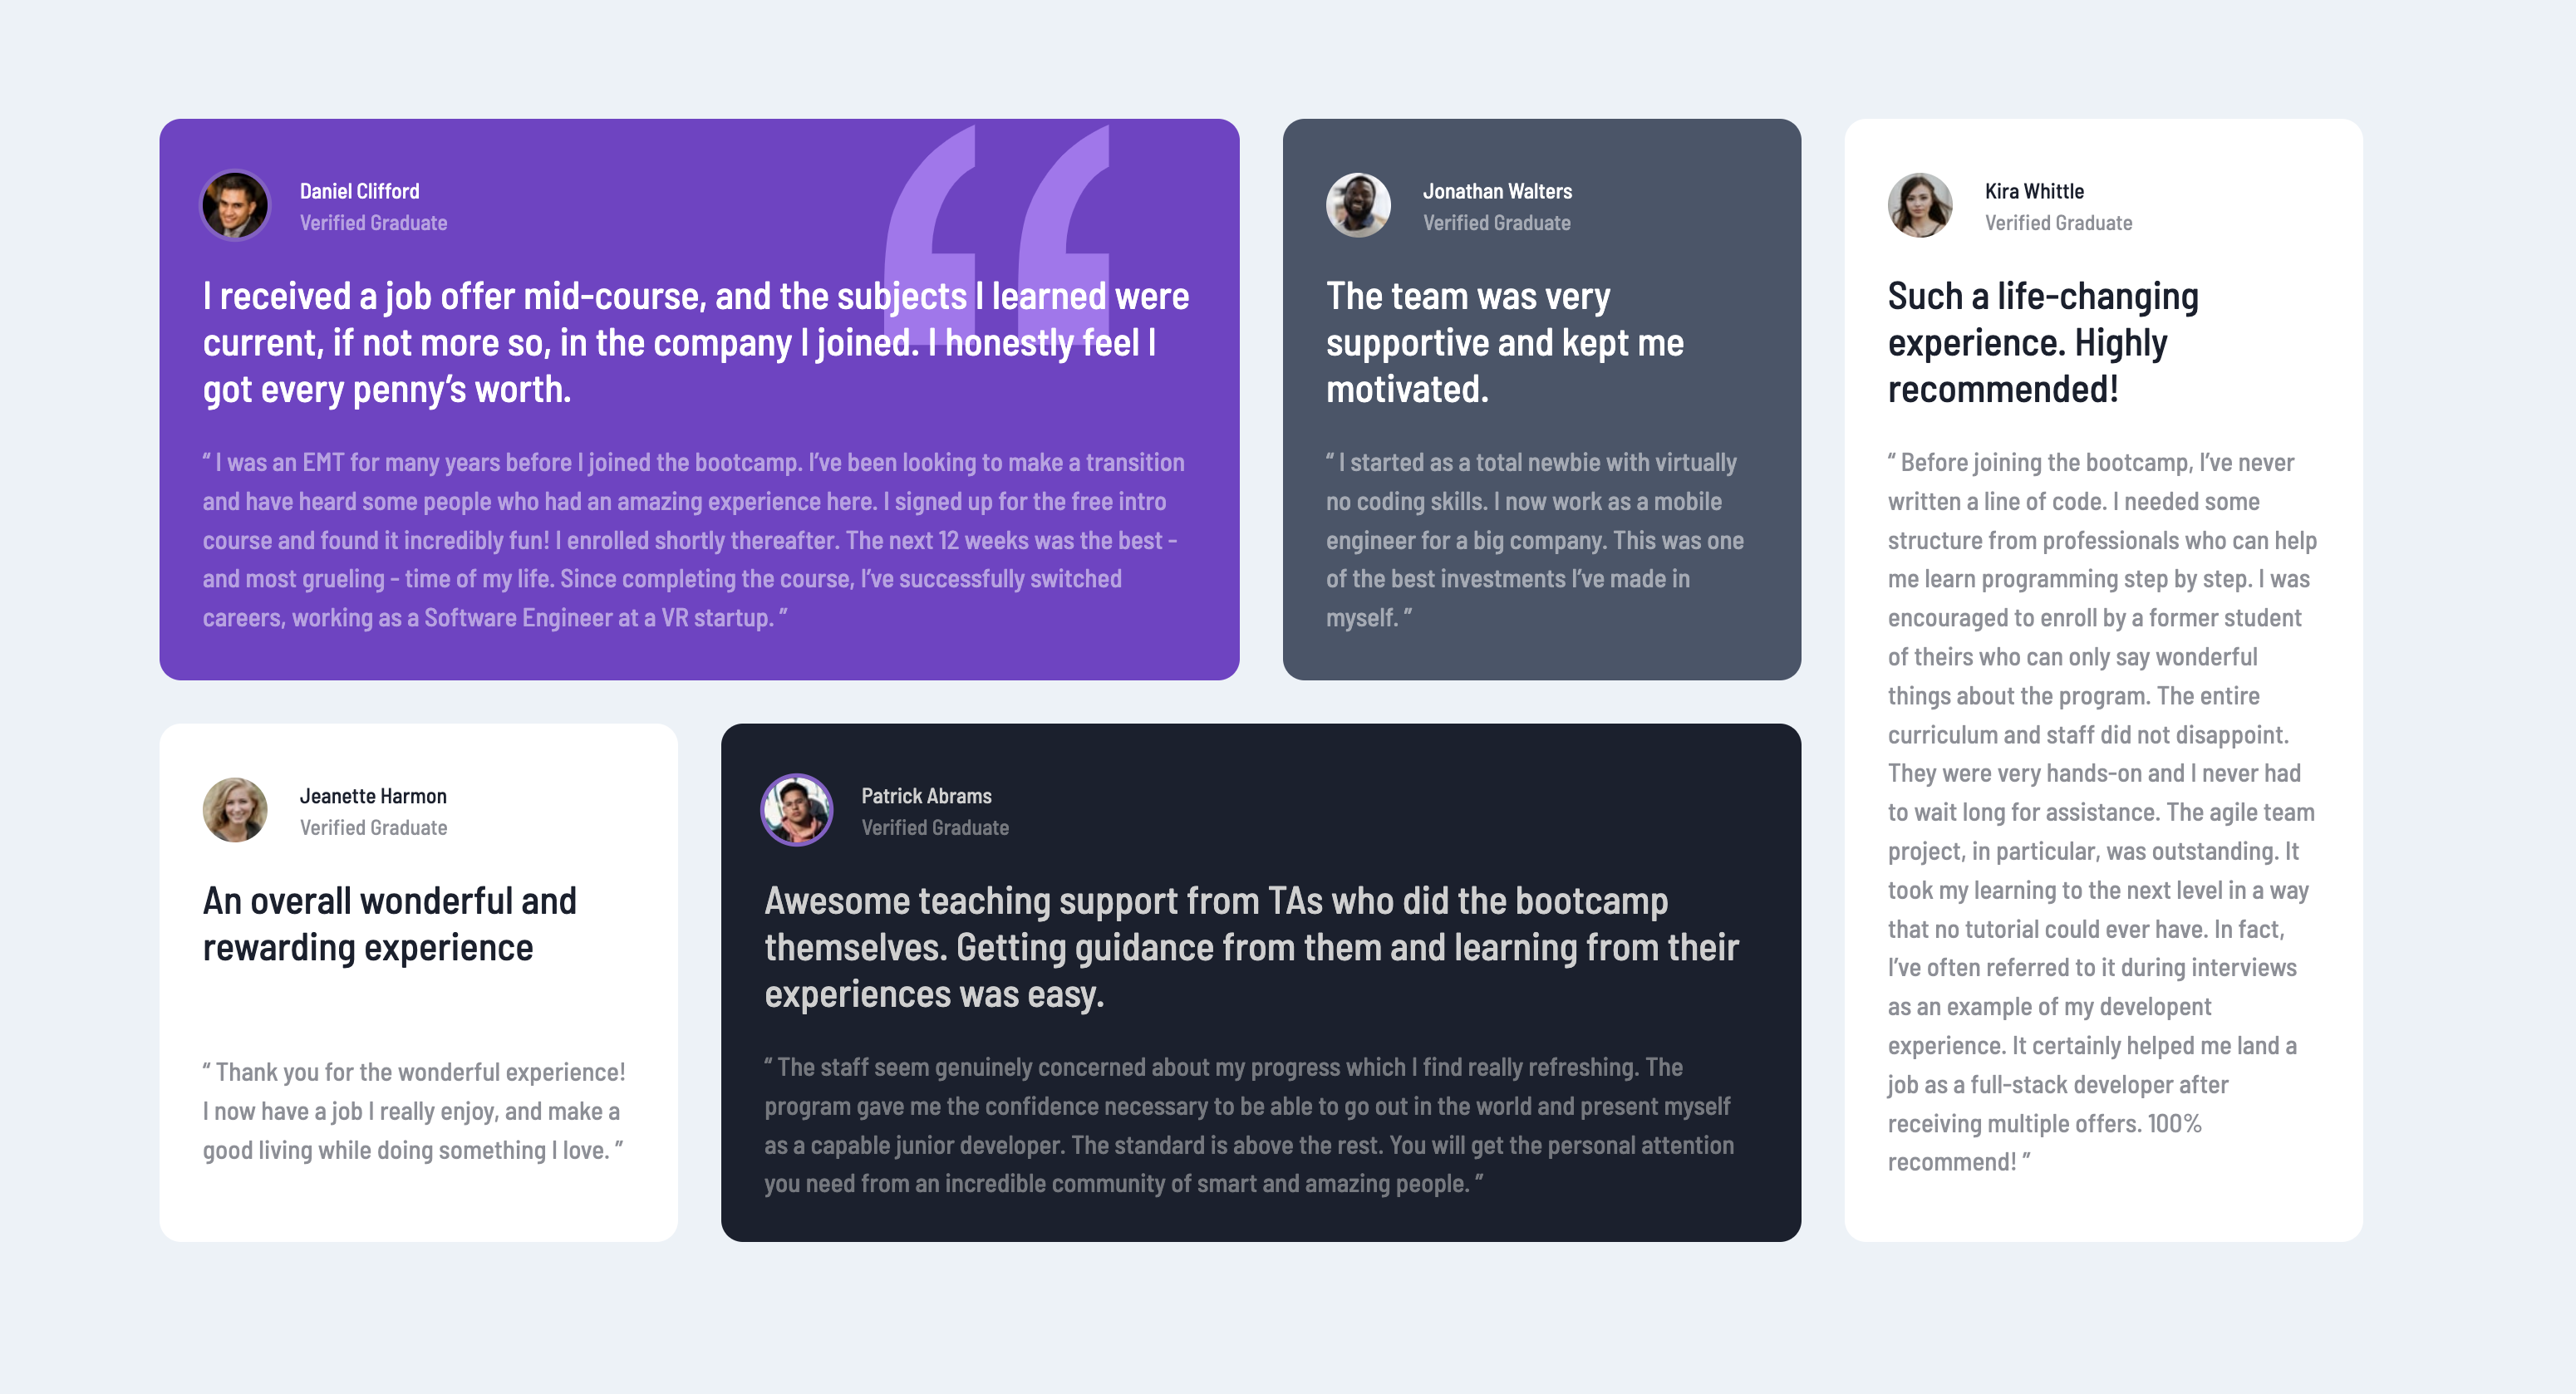 Daniel Clifford
Verified Graduate
I received a job offer mid-course, and the subjects I learned were
current, if not more so, in the company I joined. I honestly feel I
got every penny’s worth.
“ I was an EMT for many years before I joined the bootcamp. I’ve been looking to make a transition
and have heard some people who had an amazing experience here. I signed up for the free intro
course and found it incredibly fun! I enrolled shortly thereafter. The next 12 weeks was the best -
and most grueling - time of my life. Since completing the course, I’ve successfully switched
careers, working as a Software Engineer at a VR startup. ”
Jonathan Walters
Verified Graduate
The team was very
supportive and kept me
motivated.
“ I started as a total newbie with virtually
no coding skills. I now work as a mobile
engineer for a big company. This was one
of the best investments I’ve made in
myself. ”
Kira Whittle
Verified Graduate
Such a life-changing
experience. Highly
recommended!
“ Before joining the bootcamp, I’ve never
written a line of code. I needed some
structure from professionals who can help
me learn programming step by step. I was
encouraged to enroll by a former student
of theirs who can only say wonderful
things about the program. The entire
curriculum and staff did not disappoint.
They were very hands-on and I never had
to wait long for assistance. The agile team
project, in particular, was outstanding. It
took my learning to the next level in a way
that no tutorial could ever have. In fact,
I’ve often referred to it during interviews
as an example of my developent
experience. It certainly helped me land a
job as a full-stack developer after
receiving multiple offers. 100%
recommend! ”
Jeanette Harmon
Verified Graduate
An overall wonderful and
rewarding experience
“ Thank you for the wonderful experience!
I now have a job I really enjoy, and make a
good living while doing something I love. ”
Patrick Abrams
Verified Graduate
Awesome teaching support from TAs who did the bootcamp
themselves. Getting guidance from them and learning from their
experiences was easy.
“ The staff seem genuinely concerned about my progress which I find really refreshing. The
program gave me the confidence necessary to be able to go out in the world and present myself
as a capable junior developer. The standard is above the rest. You will get the personal attention
you need from an incredible community of smart and amazing people. ”